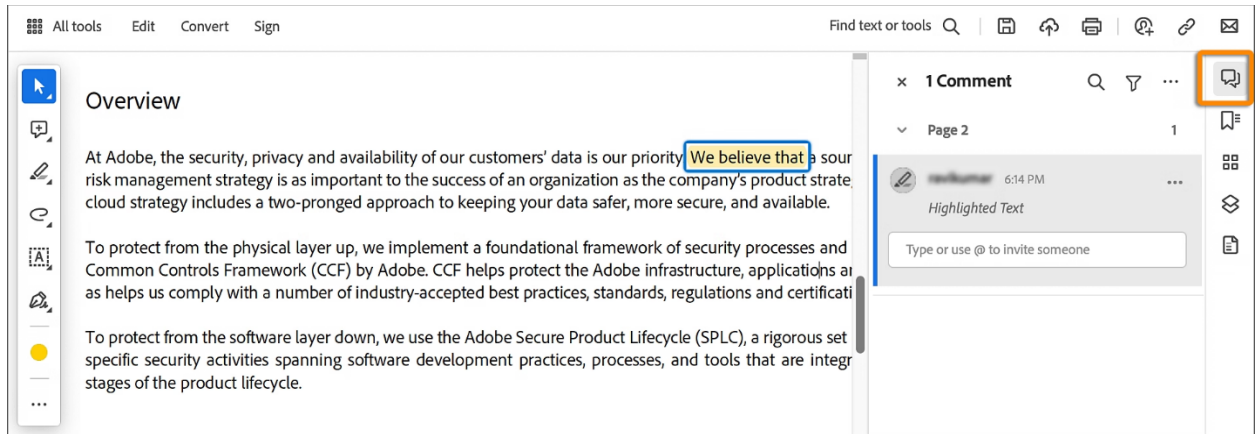 All tools Edit Convert Sign Find text or tools
Overview
At Adobe, the security, privacy and availability of our customers’ data is our priority. We believe that a sour
risk management strategy is as important to the success of an organization as the company’s product strate
cloud strategy includes a two-pronged approach to keeping your data safer, more secure, and available.
To protect from the physical layer up, we implement a foundational framework of security processes and
Common Controls Framework (CCF) by Adobe. CCF helps protect the Adobe infrastructure, applications an
as helps us comply with a number of industry-accepted best practices, standards, regulations and certificati
To protect from the software layer down, we use the Adobe Secure Product Lifecycle (SPLC), a rigorous set
specific security activities spanning software development practices, processes, and tools that are integr
stages of the product lifecycle.
1 Comment
Page 2 1
6:14 PM
Highlighted Text
Type or use @ to invite someone